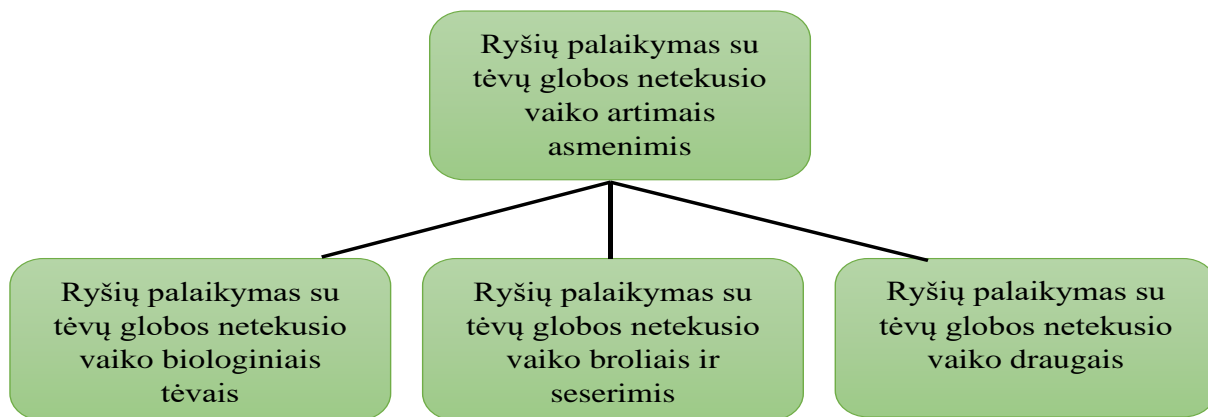 Ryšių palaikymas su
tėvų globos netekusio
vaiko artimais
asmenimis
Ryšių palaikymas su
tėvų globos netekusio
vaiko biologiniais
tėvais
Ryšių palaikymas su
tėvų globos netekusio
vaiko broliais ir
seserimis
Ryšių palaikymas su
tėvų globos netekusio
vaiko draugais